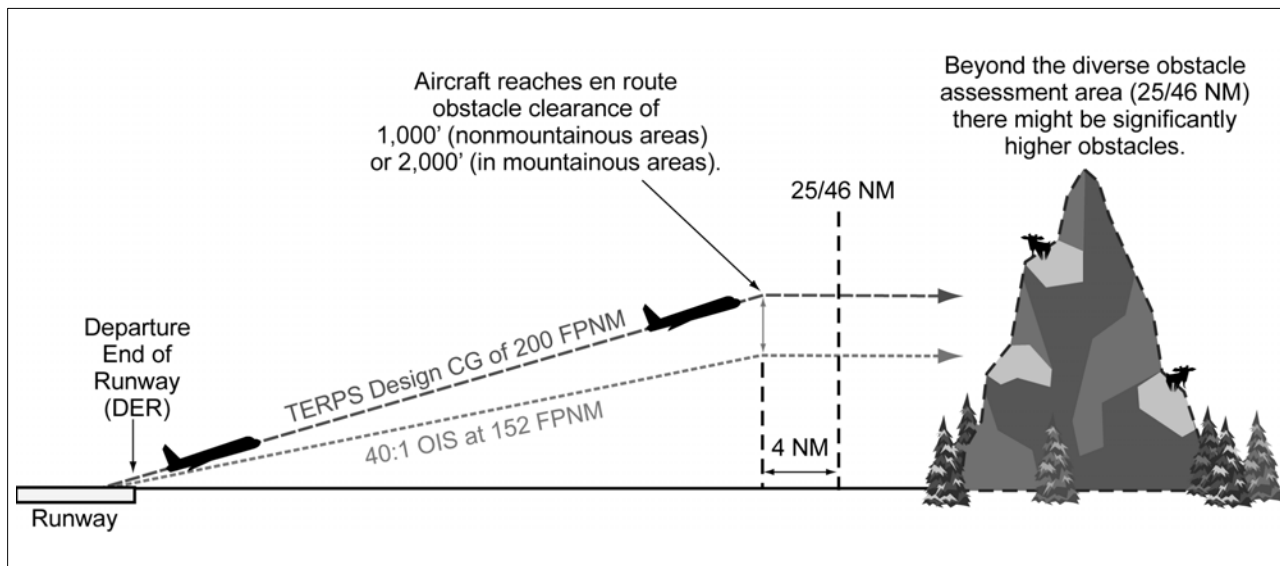 Aircraft reaches en route
obstacle clearance of
1,000’ (nonmountainous areas)
or 2,000’ (in mountainous areas).
Beyond the diverse obstacle
assessment area (25/46 NM)
there might be significantly
higher obstacles.
25/46 NM
Departure
End of
Runway
(DER)
TERPS Design CG of 200 FPNM
40:1 OIS at 152 FPNM
4 NM
Runway